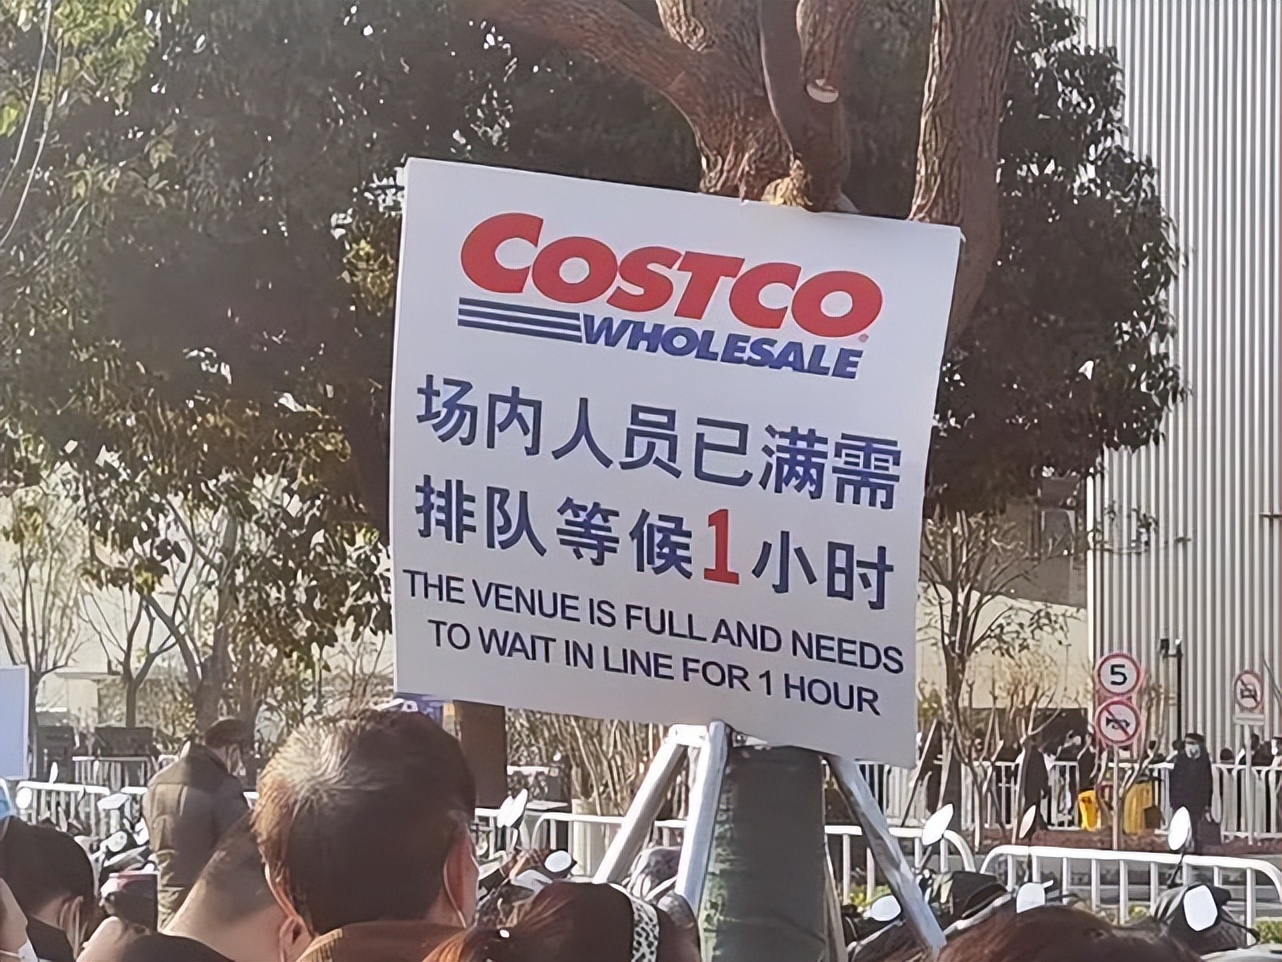 COSTCO
WHOLESALE
场内人员已满需
排队等候1小时
THE VENUE IS FULL AND NEEDS
TO WAIT IN LINE FOR 1 HOUR
5